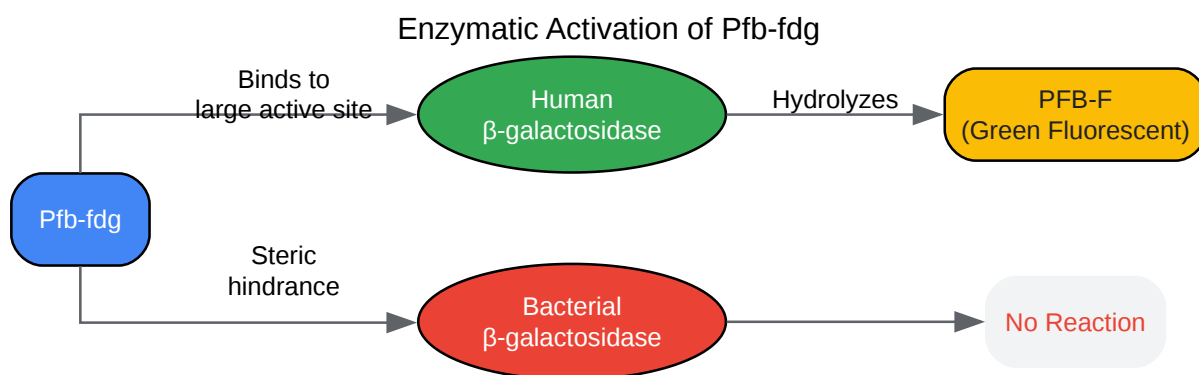 Enzymatic Activation of Pfb-fdg
Binds to
large active site
Human
β-galactosidase
Hydrolyzes
PFB-F
(Green Fluorescent)
Pfb-fdg
Steric
hindrance
Bacterial
β-galactosidase
No Reaction